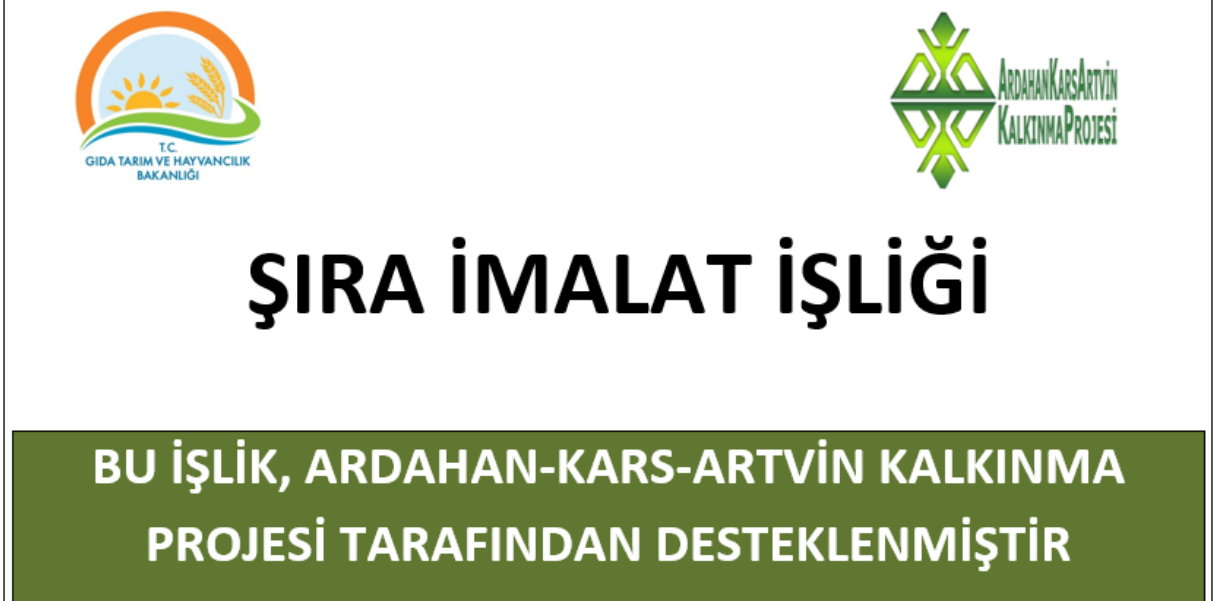 T.C.
GIDA TARIM VE HAYVANCILIK
BAKANLIĞI
ARDAHANKARSARTVİN
KALKINMAPROJESİ
ŞIRA İMALAT İŞLİĞİ
BU İŞLİK, ARDAHAN-KARS-ARTVİN KALKINMA
PROJESİ TARAFINDAN DESTEKLENMİŞTİR